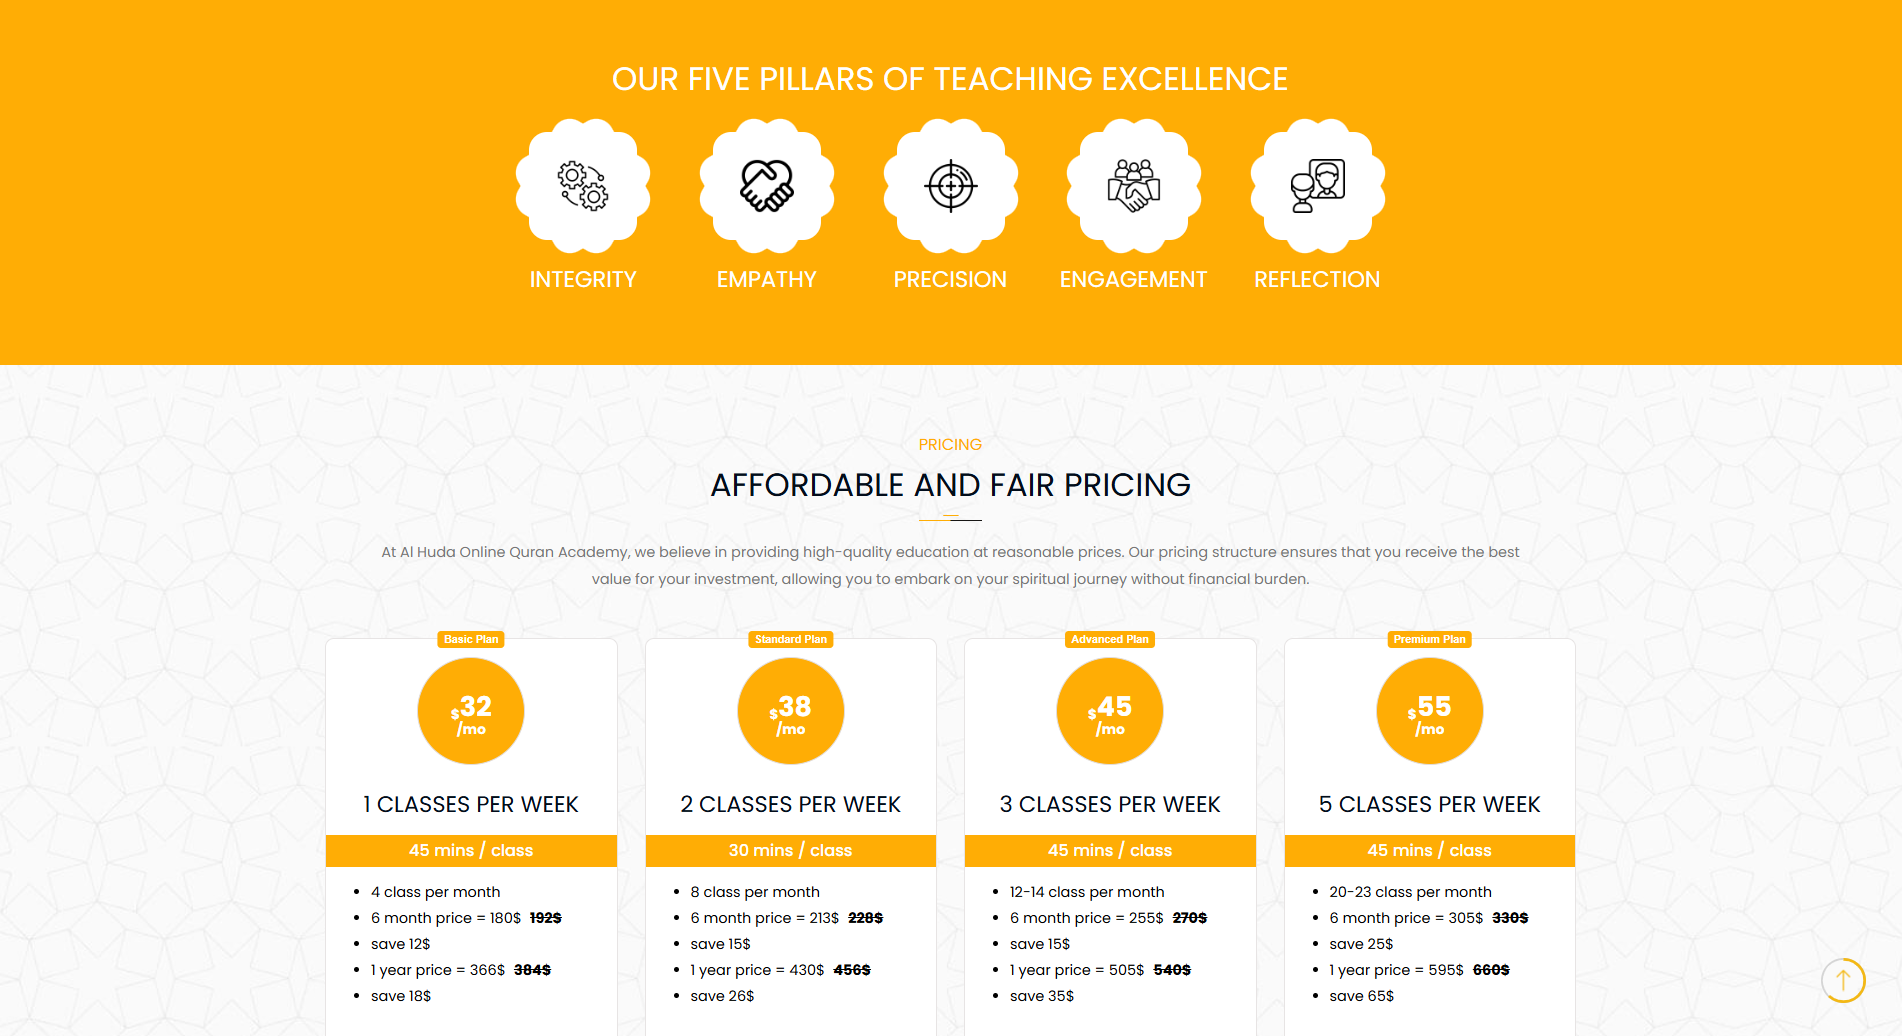 OUR FIVE PILLARS OF TEACHING EXCELLENCE
INTEGRITY
EMPATHY
PRECISION
ENGAGEMENT
REFLECTION
PRICING
AFFORDABLE AND FAIR PRICING
At Al Huda Online Quran Academy, we believe in providing high-quality education at reasonable prices. Our pricing structure ensures that you receive the best
value for your investment, allowing you to embark on your spiritual journey without financial burden.
Basic Plan
$32
/mo
1 CLASSES PER WEEK
45 mins / class
• 4 class per month
• 6 month price = 180$ 192$
• save 12$
• 1 year price = 366$ 384$
• save 18$
Standard Plan
$38
/mo
2 CLASSES PER WEEK
30 mins / class
• 8 class per month
• 6 month price = 213$ 228$
• save 15$
• 1 year price = 430$ 456$
• save 26$
Advanced Plan
$45
/mo
3 CLASSES PER WEEK
45 mins / class
• 12-14 class per month
• 6 month price = 255$ 270$
• save 15$
• 1 year price = 505$ 540$
• save 35$
Premium Plan
$55
/mo
5 CLASSES PER WEEK
45 mins / class
• 20-23 class per month
• 6 month price = 305$ 330$
• save 25$
• 1 year price = 595$ 660$
• save 65$